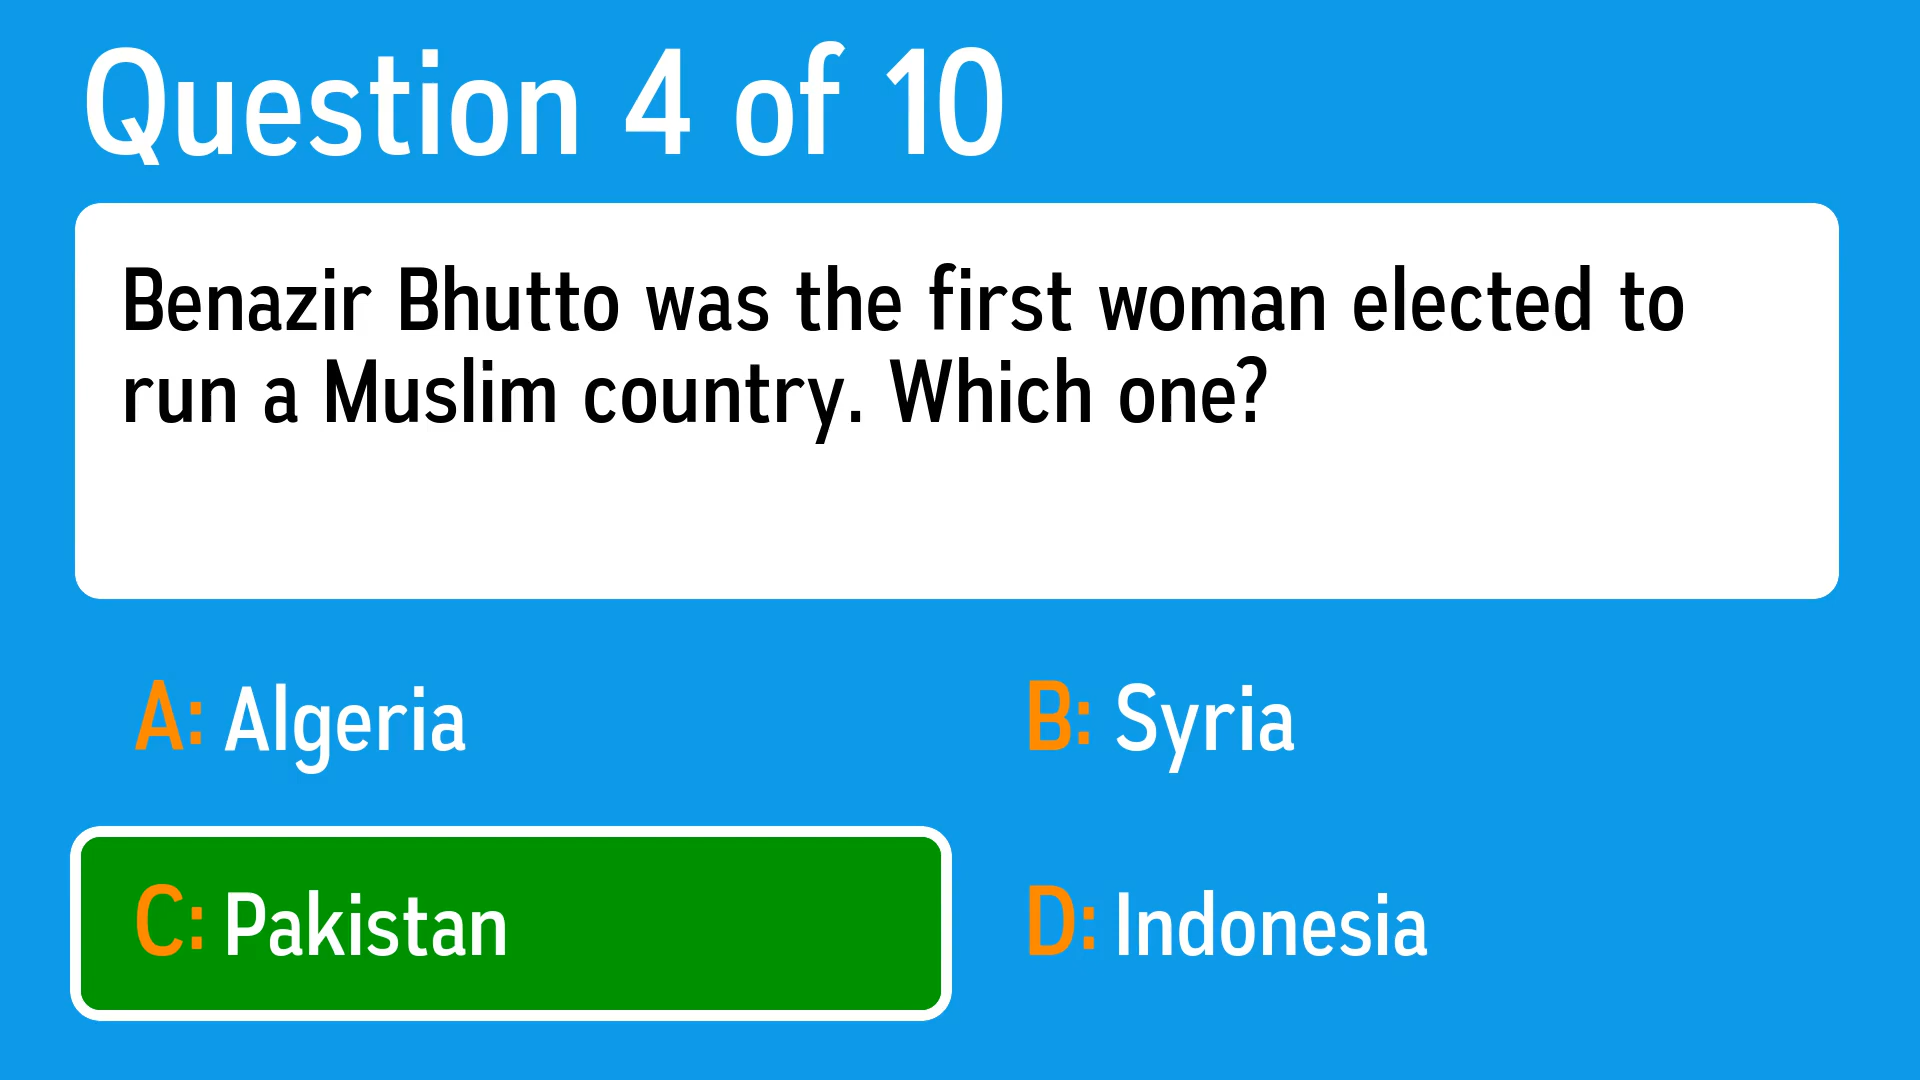 Question 4 of 10
Benazir Bhutto was the first woman elected to
run a Muslim country. Which one?
A: Algeria
B: Syria
C: Pakistan
D: Indonesia